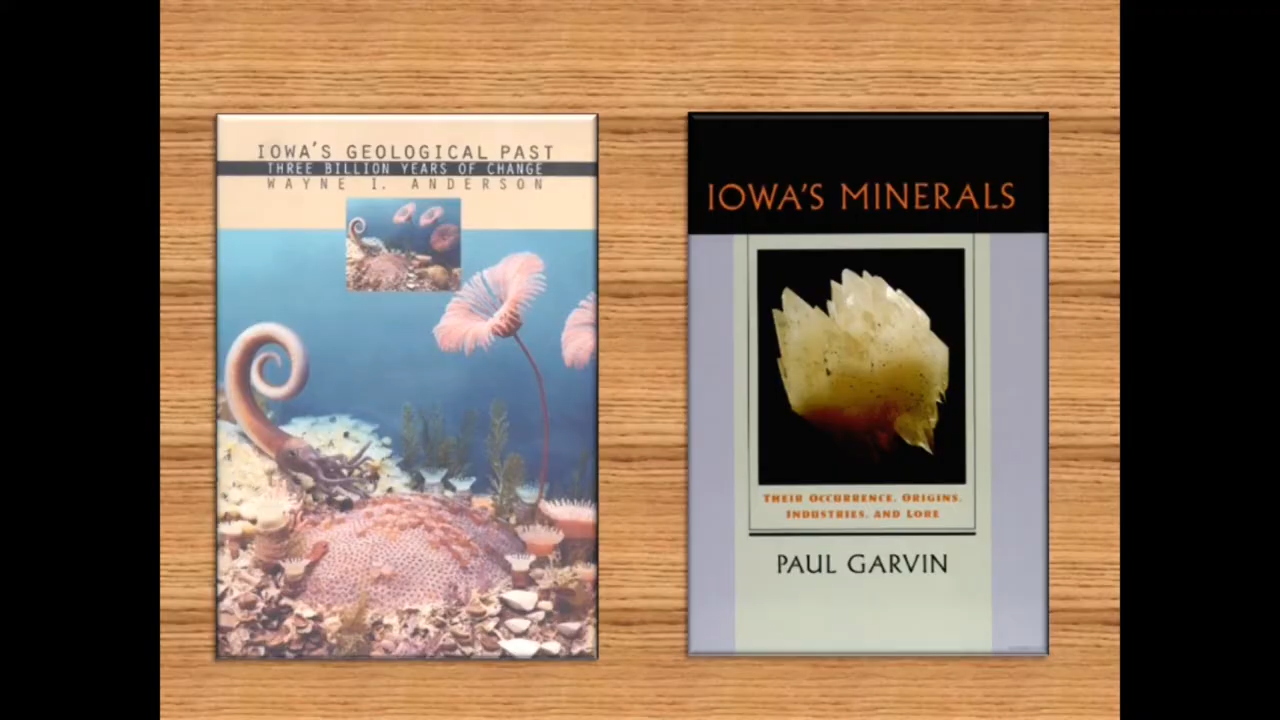 IOWA'S GEOLOGICAL PAST
THREE BILLION YEARS OF CHANGE
WAYNE I. ANDERSON
IOWA'S MINERALS
THEIR OCCURRENCE, ORIGINS,
INDUSTRIES, AND LORE
PAUL GARVIN